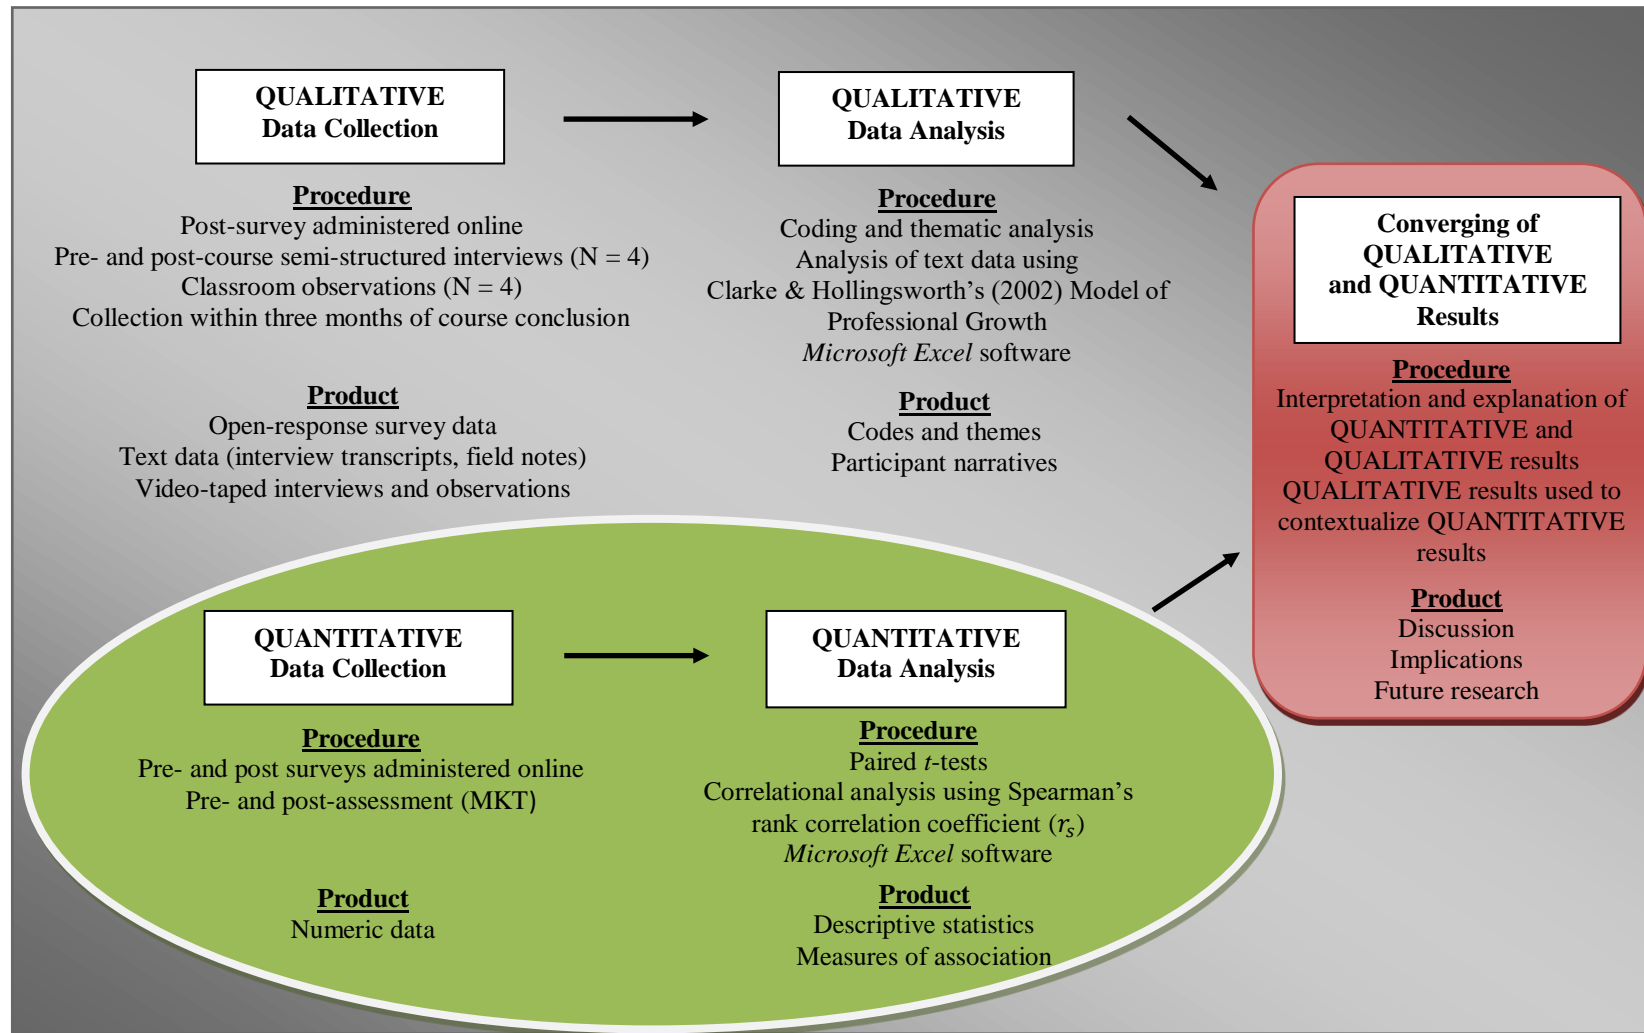 QUALITATIVE
Data Collection
Procedure
Post-survey administered online
Pre- and post-course semi-structured interviews (N = 4)
Classroom observations (N = 4)
Collection within three months of course conclusion
Product
Open-response survey data
Text data (interview transcripts, field notes)
Video-taped interviews and observations
QUALITATIVE
Data Analysis
Procedure
Coding and thematic analysis
Analysis of text data using
Clarke & Hollingsworth’s (2002) Model of
Professional Growth
Microsoft Excel software
Product
Codes and themes
Participant narratives
QUANTITATIVE
Data Collection
Procedure
Pre- and post surveys administered online
Pre- and post-assessment (MKT)
Product
Numeric data
QUANTITATIVE
Data Analysis
Procedure
Paired t-tests
Correlational analysis using Spearman’s
rank correlation coefficient (rₛ)
Microsoft Excel software
Product
Descriptive statistics
Measures of association
Converging of
QUALITATIVE
and QUANTITATIVE
Results
Procedure
Interpretation and explanation of
QUANTITATIVE and
QUALITATIVE results
QUALITATIVE results used to
contextualize QUANTITATIVE
results
Product
Discussion
Implications
Future research